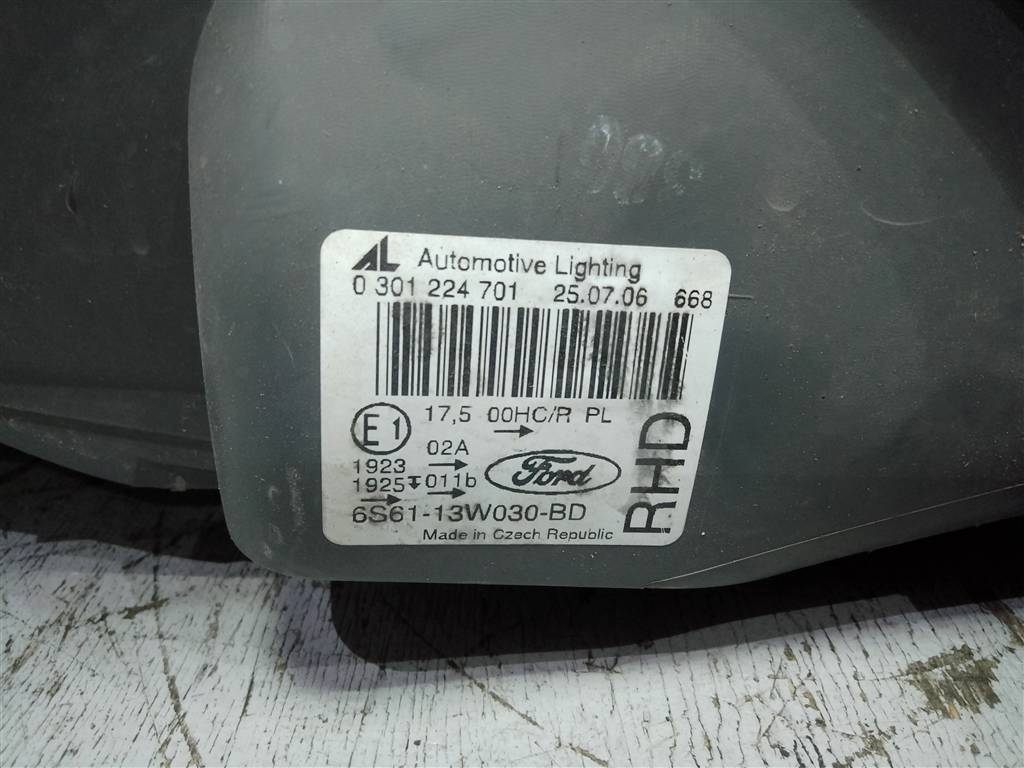 AL Automotive Lighting
0 301 224 701 25.07.06 668
E1 17,5 00HC/R PL
→
02A
1923 →
1925 011b
→ →
Ford
6S61-13W030-BD
Made in Czech Republic
RHD